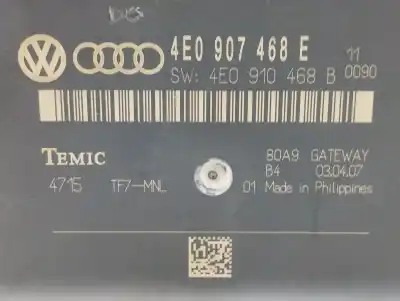 4E0 907 468 E
11
SW: 4E0 910 468 B 0090
TEMIC
80A9 GATEWAY
B4 03.04.07
4715 TF7-MNL 01 Made in Philippines